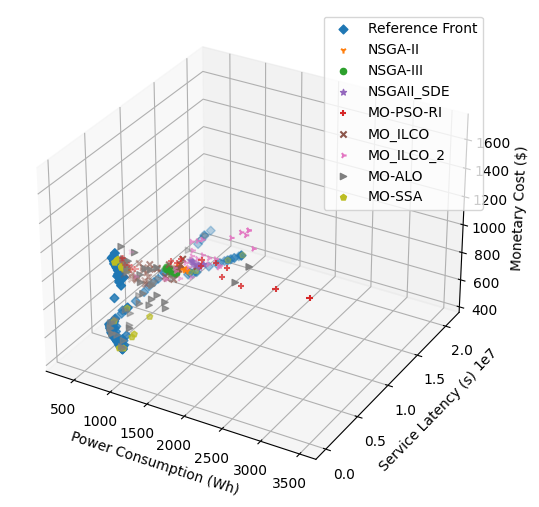 Reference Front
NSGA-II
NSGA-III
NSGAII_SDE
MO-PSO-RI
MO_ILCO
MO_ILCO_2
MO-ALO
MO-SSA
1600
1400
1200
1000
800
600
400
Monetary Cost ($)
500
1000
1500
2000
2500
3000
3500
Power Consumption (Wh)
0.0
0.5
1.0
1.5
2.0
Service Latency (s) 1e7